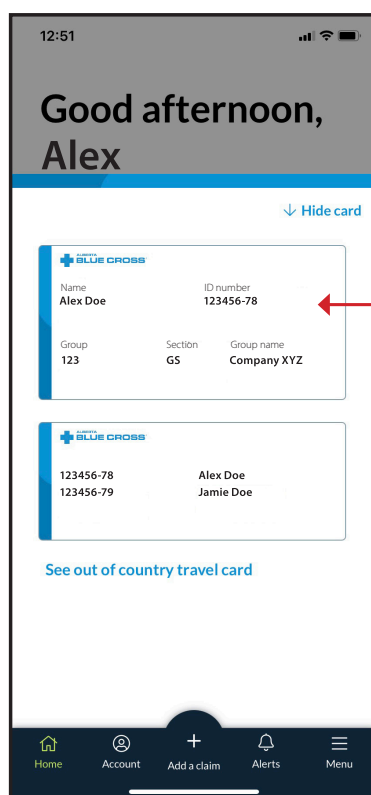 12:51
Good afternoon,
Alex
↓ Hide card
ALBERTA
BLUE CROSS
Name ID number
Alex Doe 123456-78
Group Section Group name
123 GS Company XYZ
ALBERTA
BLUE CROSS
123456-78 Alex Doe
123456-79 Jamie Doe
See out of country travel card
Home Account Add a claim Alerts Menu